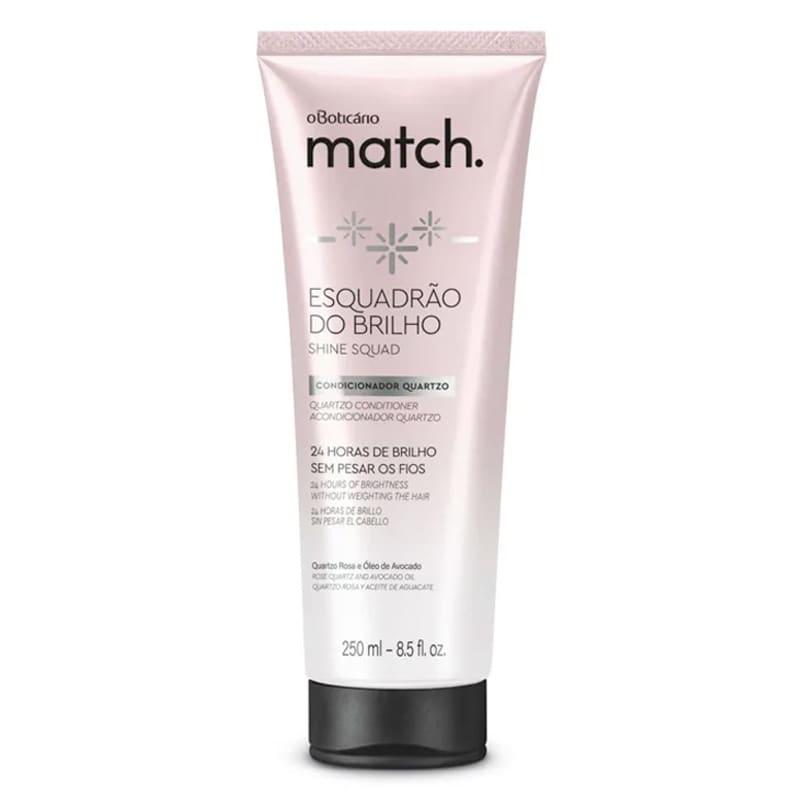 oBoticário
match.
ESQUADRÃO
DO BRILHO
SHINE SQUAD
CONDICIONADOR QUARTZO
QUARTZO CONDITIONER
ACONDICIONADOR QUARTZO
24 HORAS DE BRILHO
SEM PESAR OS FIOS
24 HOURS OF BRIGHTNESS
WITHOUT WEIGHTING THE HAIR
24 HORAS DE BRILLO
SIN PESAR EL CABELLO
Quartzo Rosa e Óleo de Avocado
ROSE QUARTZ AND AVOCADO OIL
QUARTZO ROSA Y ACEITE DE AGUACATE
250 ml – 8.5 fl. oz.